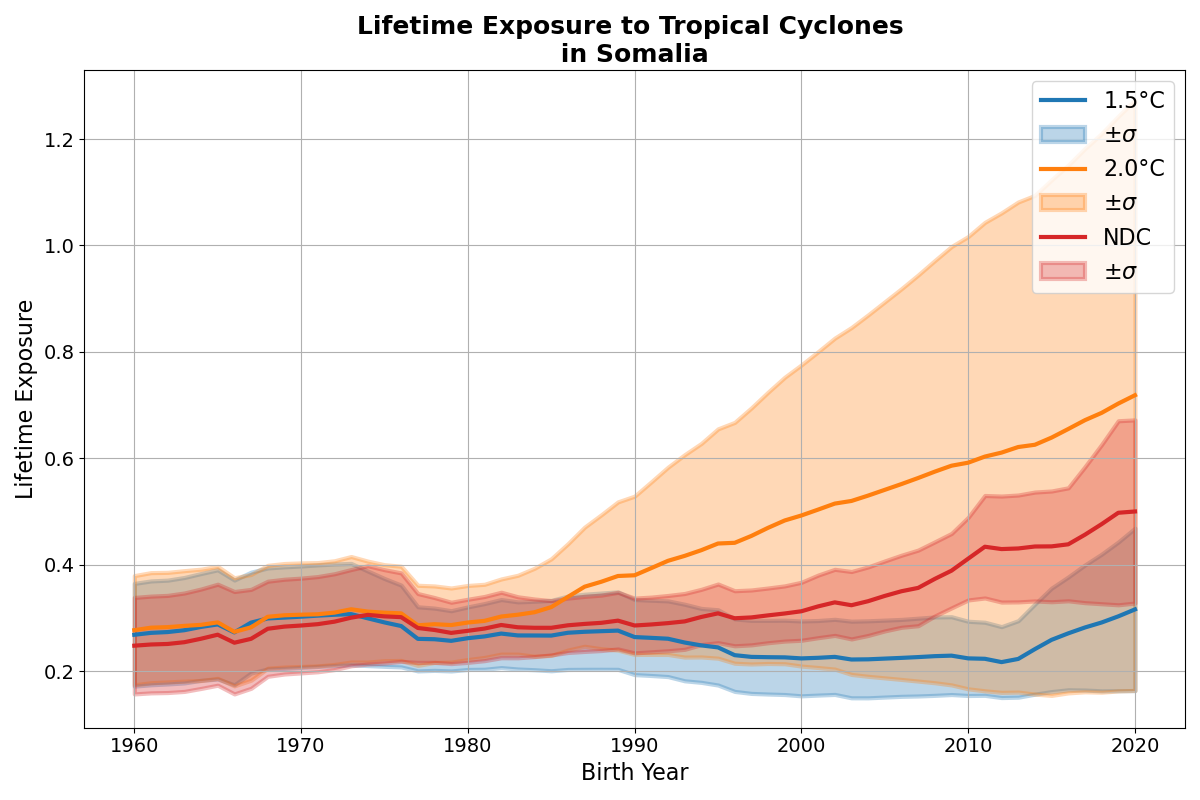 Lifetime Exposure to Tropical Cyclones
in Somalia
Lifetime Exposure
1.2
1.0
0.8
0.6
0.4
0.2
1960
1970
1980
1990
2000
2010
2020
Birth Year
1.5°C
±σ
2.0°C
±σ
NDC
±σ